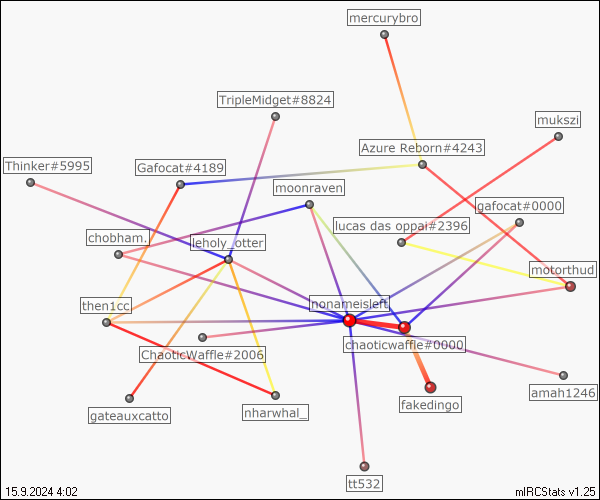 mercurybro
TripleMidget#8824
mukszi
Azure Reborn#4243
Thinker#5995
Gafocat#4189
moonraven
gafocat#0000
lucas das oppai#2396
chobham.
leholy_otter
motorthud
nonameisleft
then1cc
chaoticwaffle#0000
ChaoticWaffle#2006
amah1246
fakedingo
gateauxcatto
nharwhal_
tt532
15.9.2024 4:02
mIRCStats v1.25